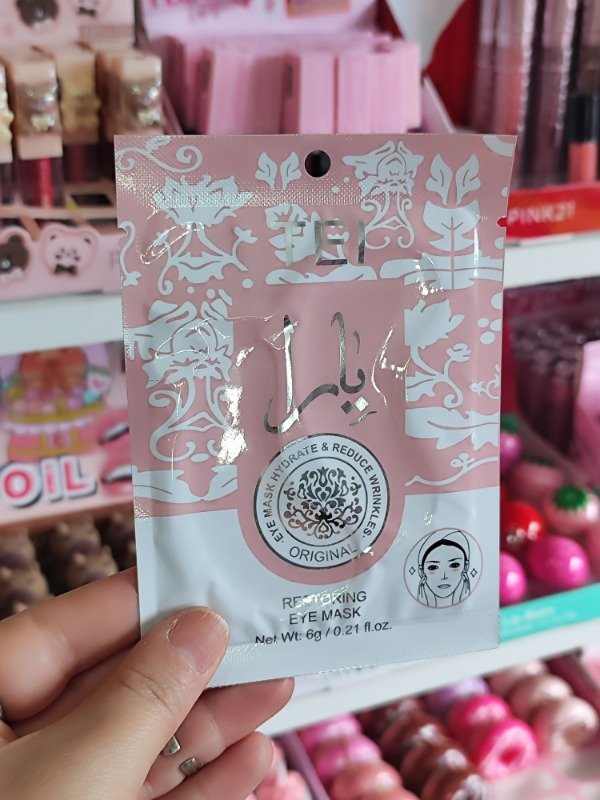 TEI
يارا
EYE MASK HYDRATE & REDUCE WRINKLES
ORIGINAL
RESTORING
EYE MASK
Net Wt: 6g / 0.21 fl.oz.
PINK21
OIL